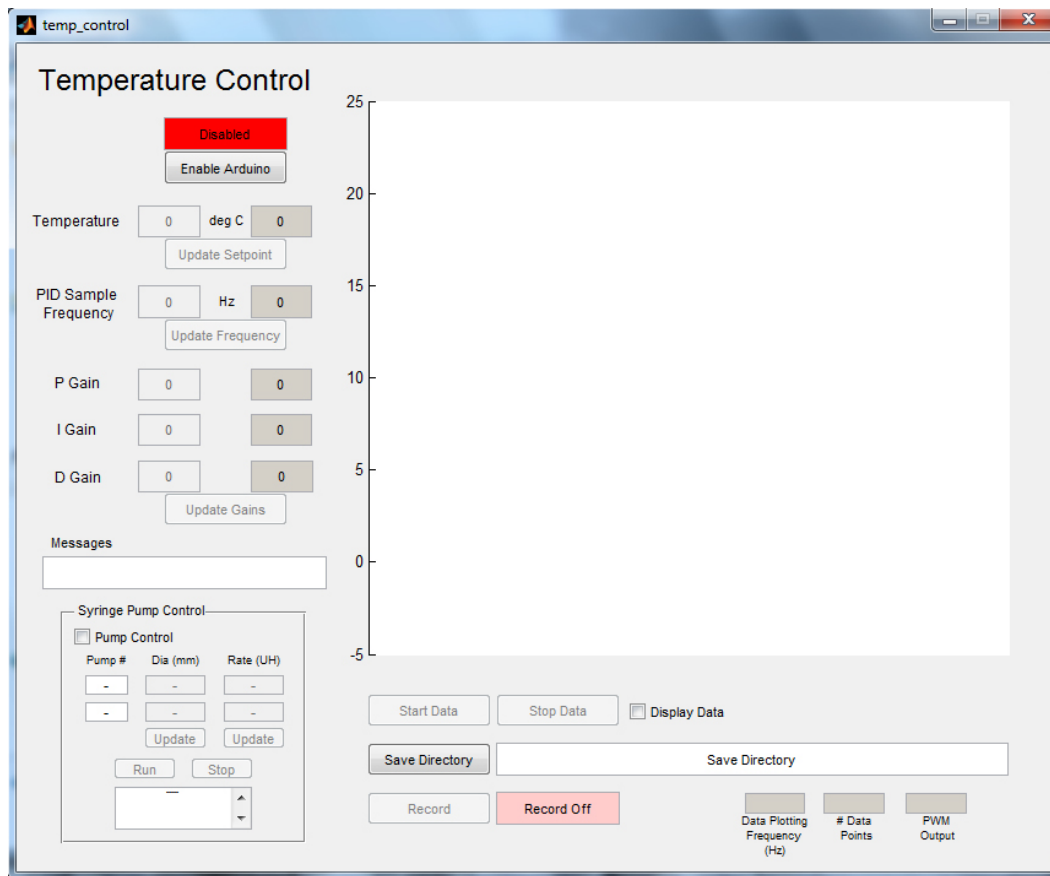 temp_control
Temperature Control
Disabled
Enable Arduino
Temperature 0 deg C 0
Update Setpoint
PID Sample
Frequency
0 Hz 0
Update Frequency
P Gain 0 0
I Gain 0 0
D Gain 0 0
Update Gains
Messages
Syringe Pump Control
Pump Control
Pump # Dia (mm) Rate (UH)
- - -
- - -
Update Update
Run Stop
25
20
15
10
5
0
-5
Start Data Stop Data Display Data
Save Directory Save Directory
Record Record Off
Data Plotting
Frequency
(Hz)
# Data
Points
PWM
Output